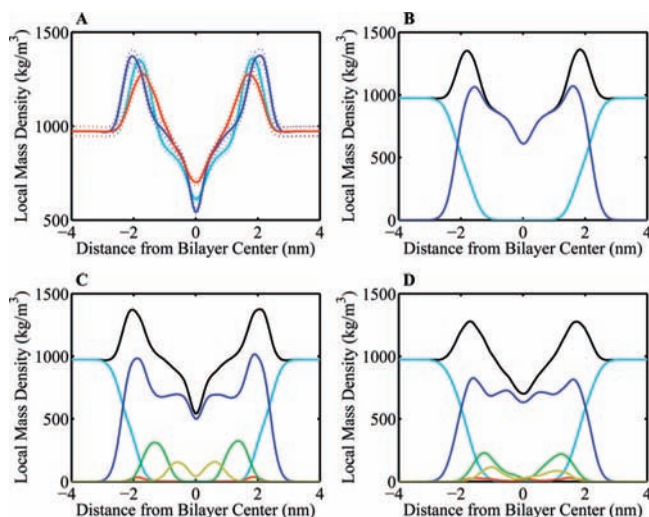 A
B
1500
1000
500
Local Mass Density (kg/m³)
−4 −2 0 2 4
Distance from Bilayer Center (nm)
1500
1000
500
0
Local Mass Density (kg/m³)
−4 −2 0 2 4
Distance from Bilayer Center (nm)
C
D
1500
1000
500
0
Local Mass Density (kg/m³)
−4 −2 0 2 4
Distance from Bilayer Center (nm)
1500
1000
500
0
Local Mass Density (kg/m³)
−4 −2 0 2 4
Distance from Bilayer Center (nm)